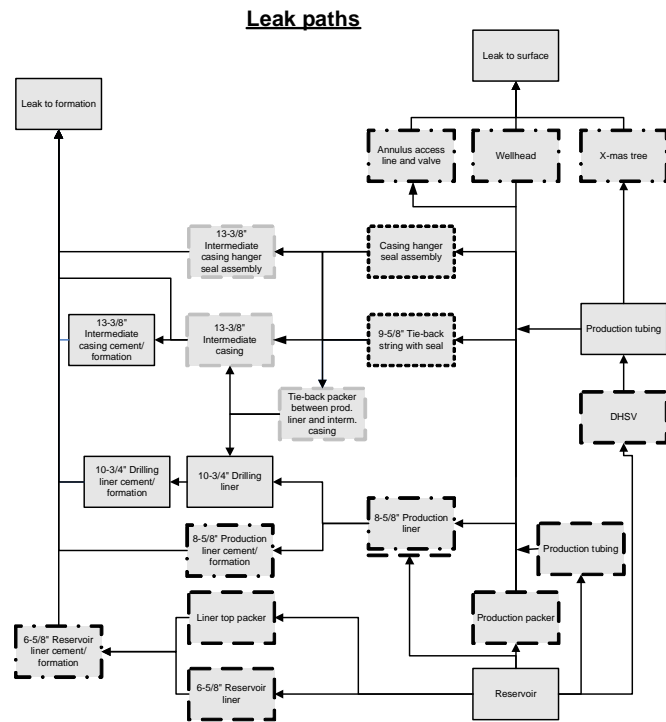 Leak paths
Leak to surface
Leak to formation
Annulus access
line and valve
Wellhead
X-mas tree
13-3/8"
Intermediate
casing hanger
seal assembly
Casing hanger
seal assembly
13-3/8"
Intermediate
casing cement/
formation
13-3/8"
Intermediate
casing
9-5/8" Tie-back
string with seal
Production tubing
Tie-back packer
between prod.
liner and interm.
casing
DHSV
10-3/4" Drilling
liner cement/
formation
10-3/4" Drilling
liner
8-5/8" Production
liner
8-5/8" Production
liner cement/
formation
Production tubing
Liner top packer
Production packer
6-5/8" Reservoir
liner cement/
formation
6-5/8" Reservoir
liner
Reservoir